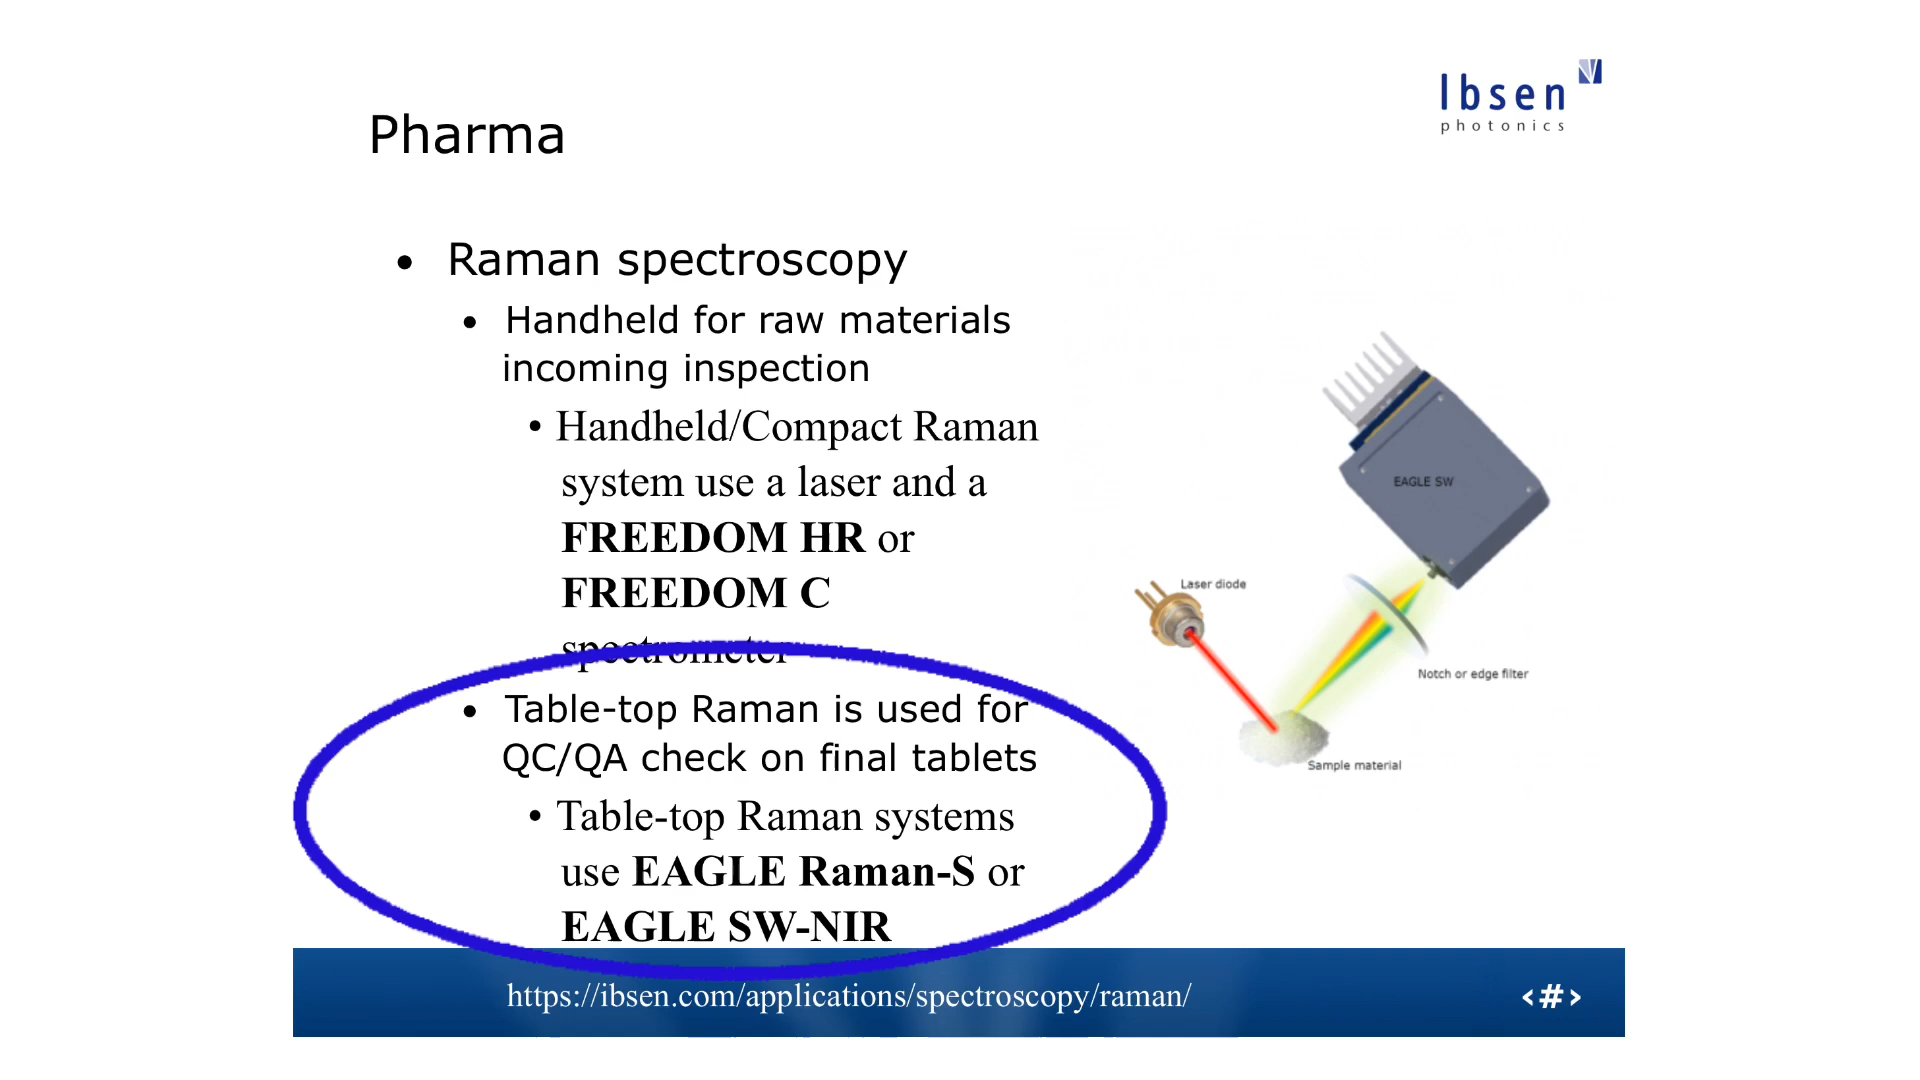 Ibsen
photonics
Pharma
• Raman spectroscopy
• Handheld for raw materials
incoming inspection
• Handheld/Compact Raman
system use a laser and a
FREEDOM HR or
FREEDOM C
spectrometer
• Table-top Raman is used for
QC/QA check on final tablets
• Table-top Raman systems
use EAGLE Raman-S or
EAGLE SW-NIR
EAGLE SW
Laser diode
Notch or edge filter
Sample material
https://ibsen.com/applications/spectroscopy/raman/
‹#›